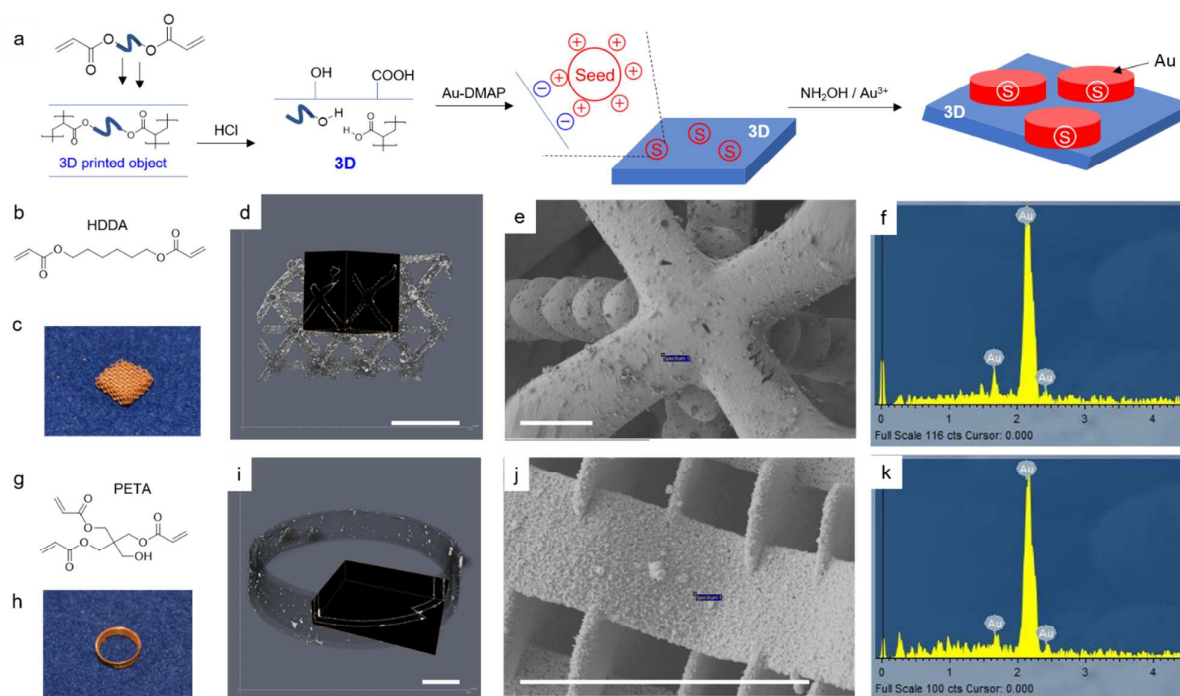 a
O
O
O
O
3D printed object
HCl
OH
COOH
O
H
H
O
O
3D
Au-DMAP
Seed
3D
S
S
S
NH₂OH / Au³⁺
Au
3D
S
S
S
b
HDDA
O
O
O
O
c
d
e
Spectrum 1
f
Au
Au
Au
0 1 2 3 4
Full Scale 116 cts Cursor: 0.000
g
PETA
O
O
O
O
O
O
OH
h
i
j
Spectrum 1
k
Au
Au
Au
0 1 2 3 4
Full Scale 100 cts Cursor: 0.000